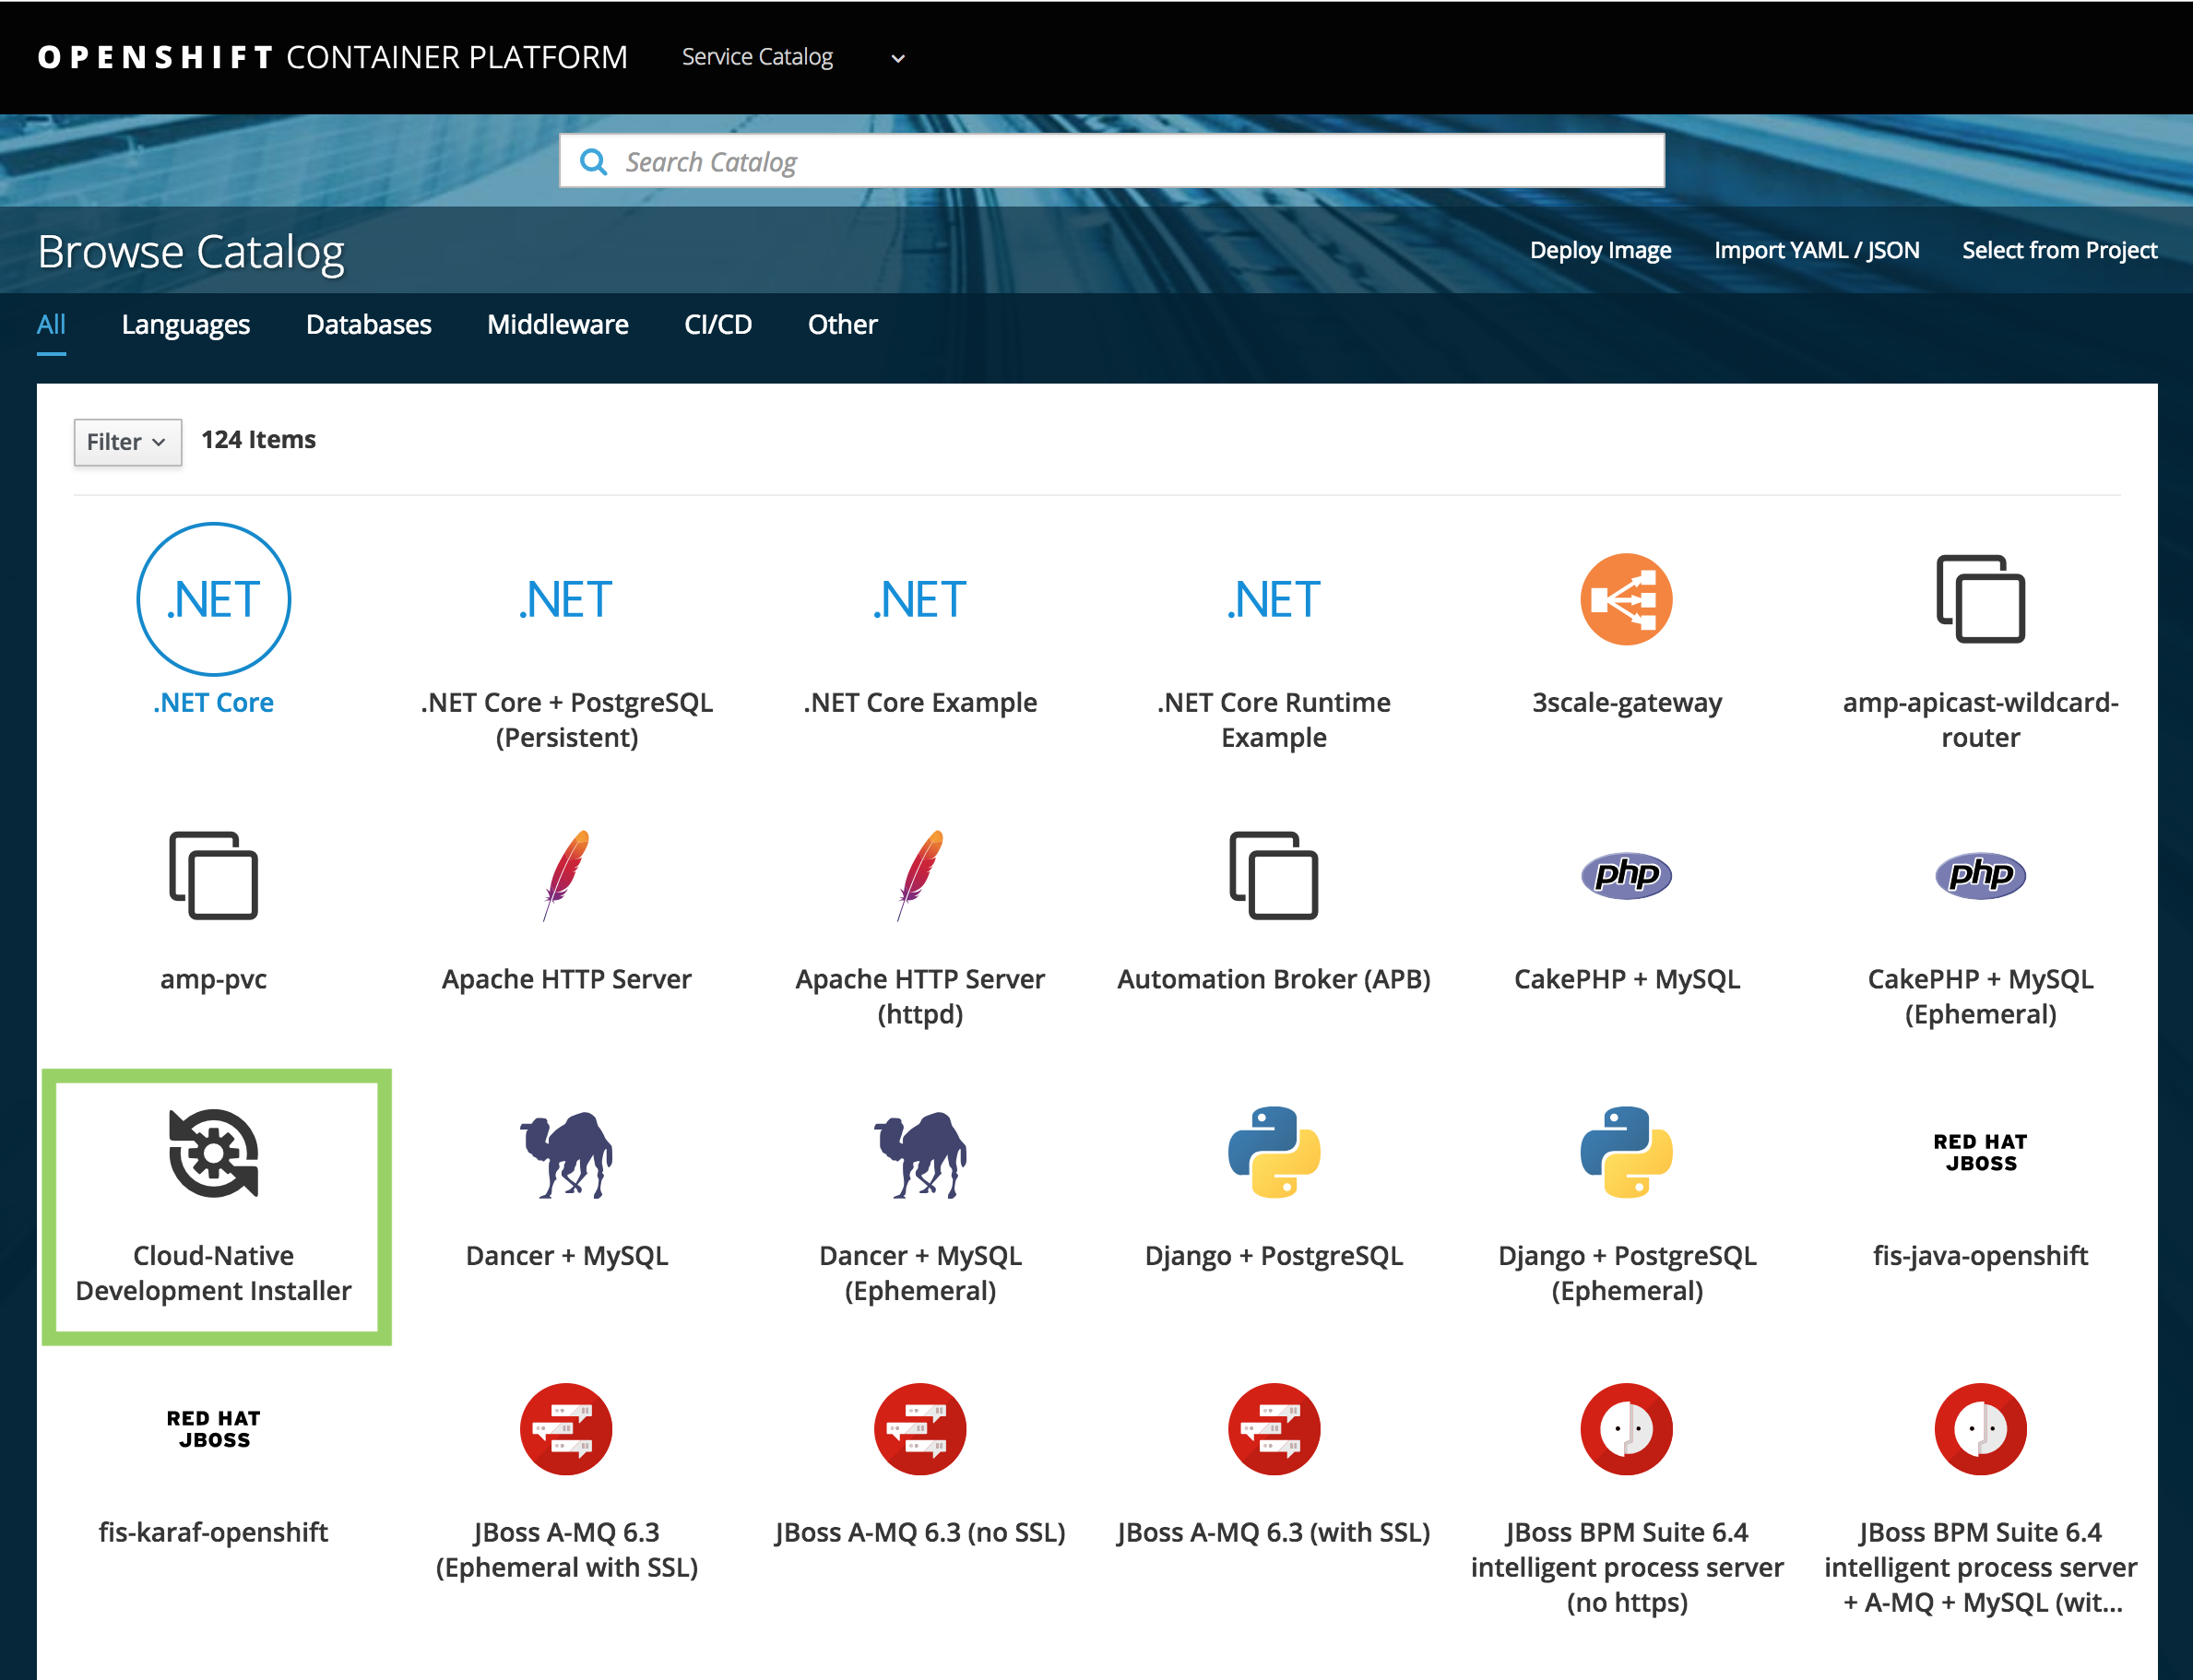 OPENSHIFT CONTAINER PLATFORM Service Catalog
Search Catalog
Browse Catalog Deploy Image Import YAML / JSON Select from Project
All Languages Databases Middleware CI/CD Other
Filter 124 Items
.NET .NET .NET .NET
.NET Core .NET Core + PostgreSQL .NET Core Example .NET Core Runtime 3scale-gateway amp-apicast-wildcard-
(Persistent) Example router
php php
amp-pvc Apache HTTP Server Apache HTTP Server Automation Broker (APB) CakePHP + MySQL CakePHP + MySQL
(httpd) (Ephemeral)
RED HAT
JBOSS
Cloud-Native Dancer + MySQL Dancer + MySQL Django + PostgreSQL Django + PostgreSQL fis-java-openshift
Development Installer (Ephemeral) (Ephemeral)
RED HAT
JBOSS
fis-karaf-openshift JBoss A-MQ 6.3 JBoss A-MQ 6.3 (no SSL) JBoss A-MQ 6.3 (with SSL) JBoss BPM Suite 6.4 JBoss BPM Suite 6.4
(Ephemeral with SSL) intelligent process server intelligent process server
(no https) + A-MQ + MySQL (wit...